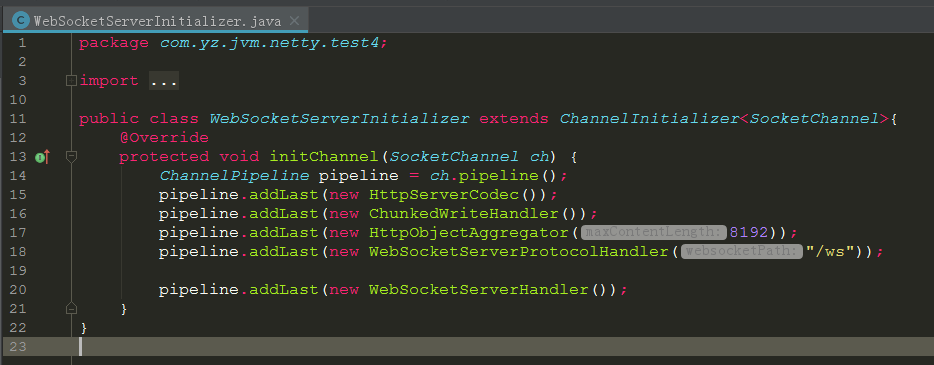 C WebSocketServerInitializer.java ×
1 package com.yz.jvm.netty.test4;
2
3 import ...
10
11 public class WebSocketServerInitializer extends ChannelInitializer<SocketChannel>{
12 @Override
13 protected void initChannel(SocketChannel ch) {
14 ChannelPipeline pipeline = ch.pipeline();
15 pipeline.addLast(new HttpServerCodec());
16 pipeline.addLast(new ChunkedWriteHandler());
17 pipeline.addLast(new HttpObjectAggregator( maxContentLength: 8192));
18 pipeline.addLast(new WebSocketServerProtocolHandler( websocketPath: "/ws"));
19
20 pipeline.addLast(new WebSocketServerHandler());
21 }
22 }
23